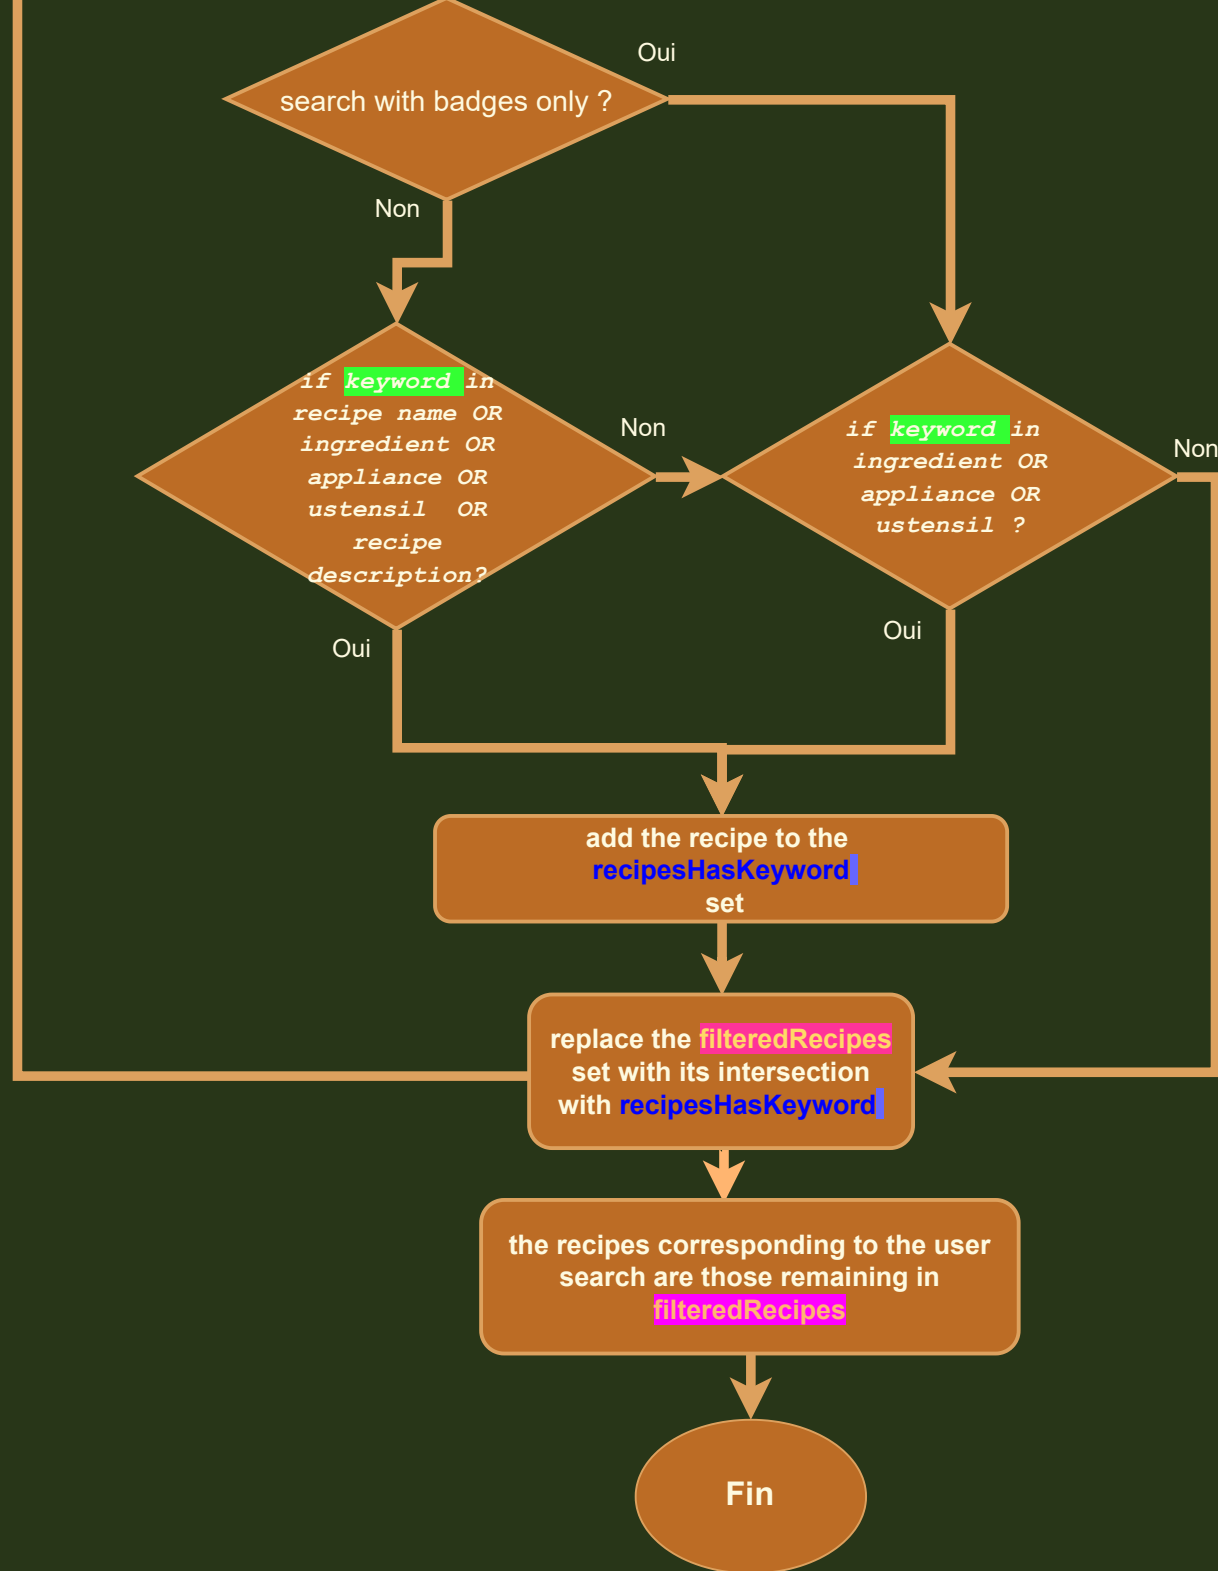 Oui
search with badges only ?
Non
if keyword in
recipe name OR
ingredient OR
appliance OR
ustensil  OR
recipe
description?
Non
if keyword in
ingredient OR
appliance OR
ustensil ?
Non
Oui
Oui
add the recipe to the
recipesHasKeyword
set
replace the filteredRecipes
set with its intersection
with recipesHasKeyword
the recipes corresponding to the user
search are those remaining in
filteredRecipes
Fin